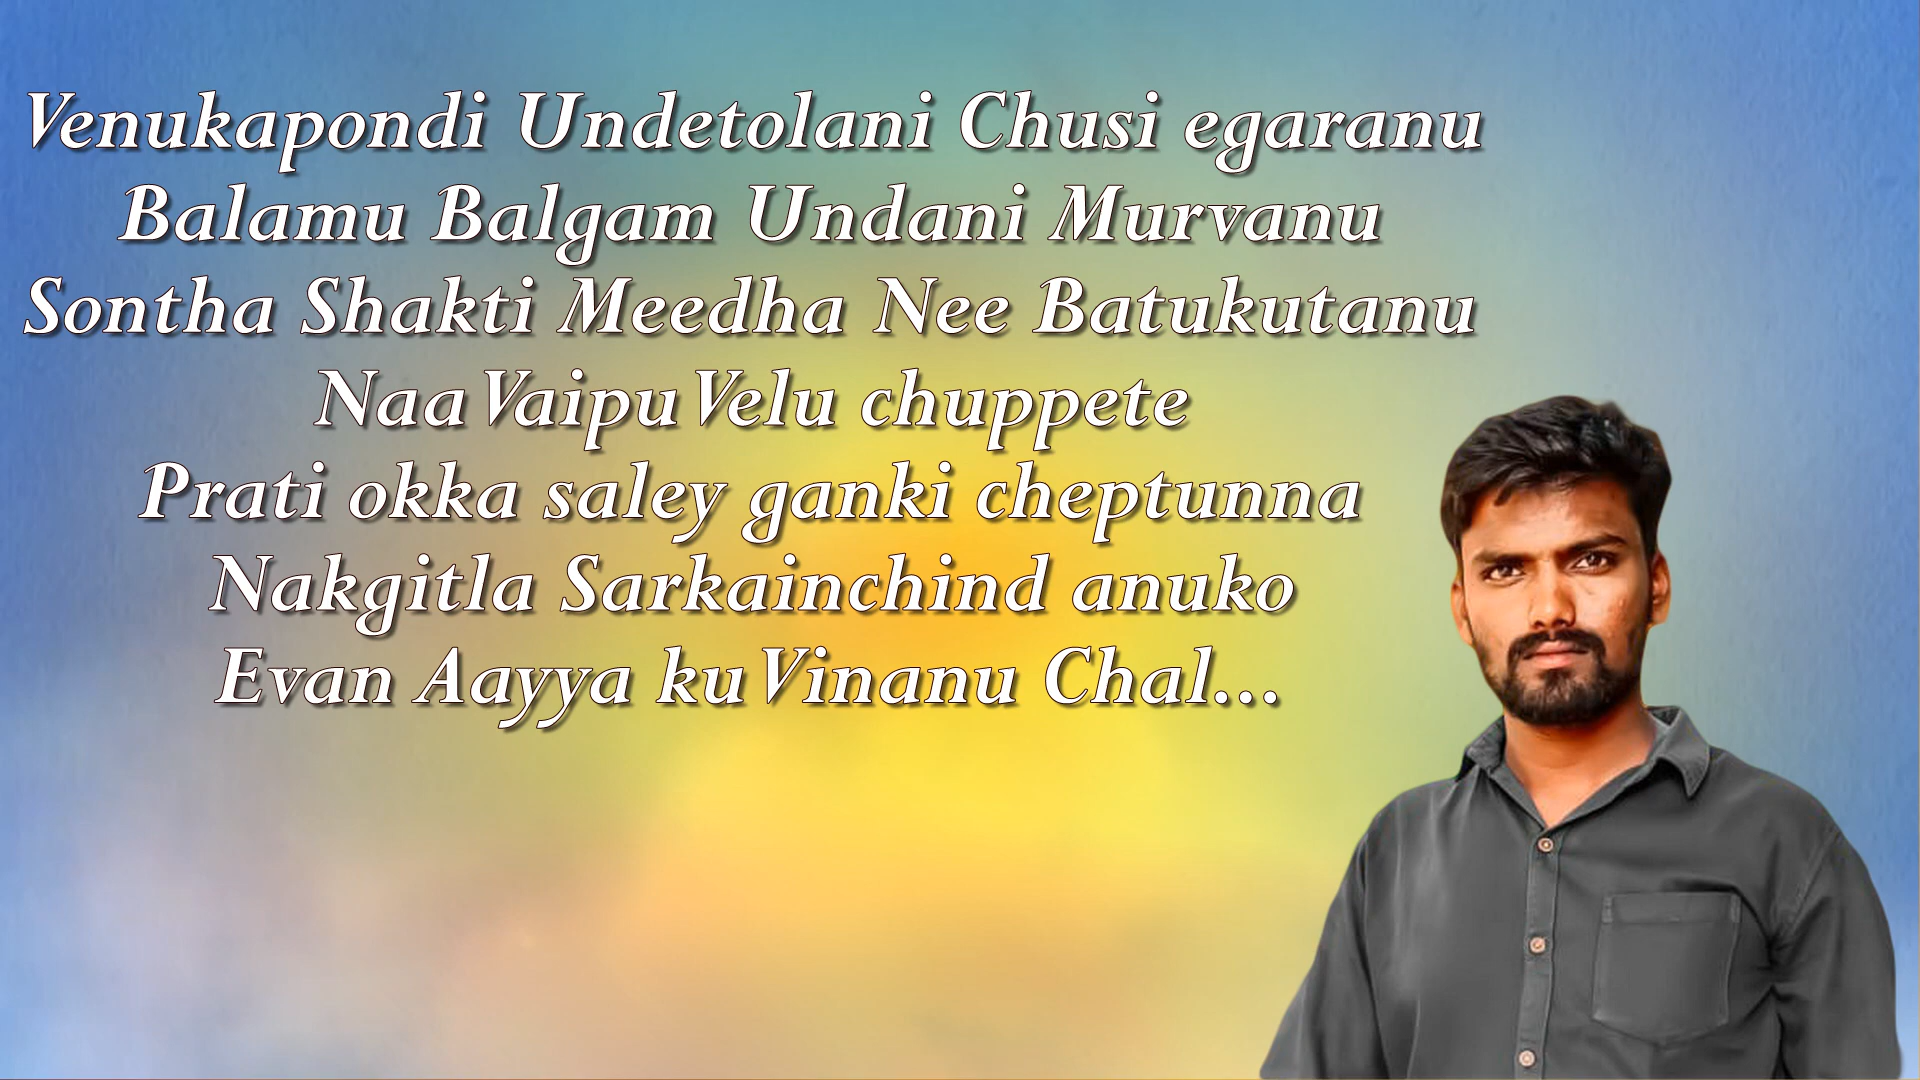 Venukapondi Undetolani Chusi egaranu
Balamu Balgam Undani Murvanu
Sontha Shakti Meedha Nee Batukutanu
Naa Vaipu Velu chuppete
Prati okka saley ganki cheptunna
Nakgitla Sarkainchind anuko
Evan Aayya ku Vinanu Chal...